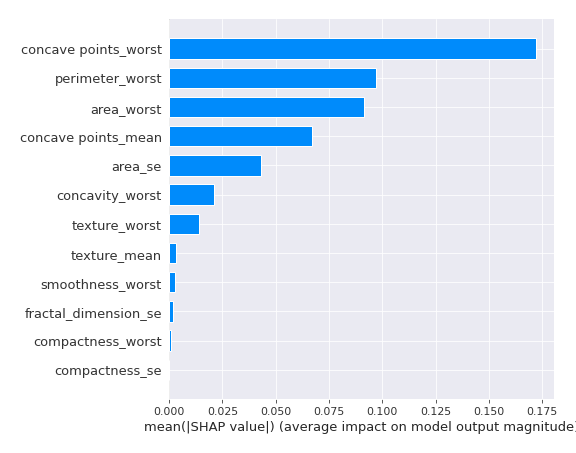 concave points_worst
perimeter_worst
area_worst
concave points_mean
area_se
concavity_worst
texture_worst
texture_mean
smoothness_worst
fractal_dimension_se
compactness_worst
compactness_se
0.000 0.025 0.050 0.075 0.100 0.125 0.150 0.175
mean(|SHAP value|) (average impact on model output magnitude)